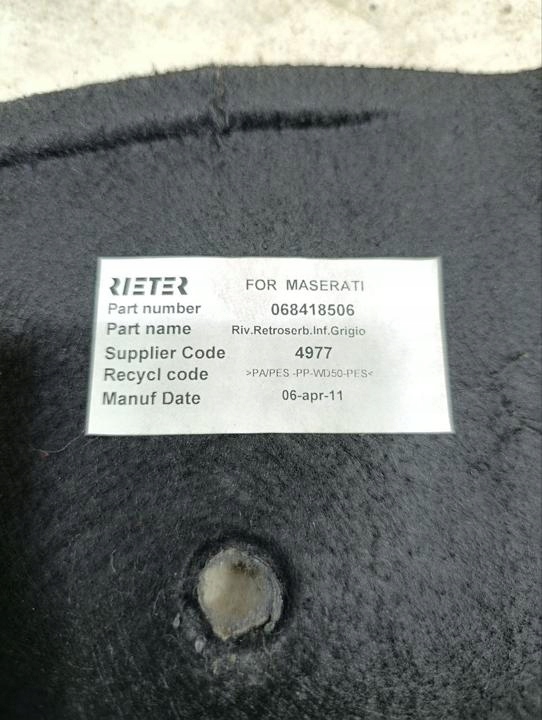 RIETER FOR MASERATI
Part number 068418506
Part name Riv.Retroserb.Inf.Grigio
Supplier Code 4977
Recycl code >PA/PES -PP-WD50-PES<
Manuf Date 06-apr-11